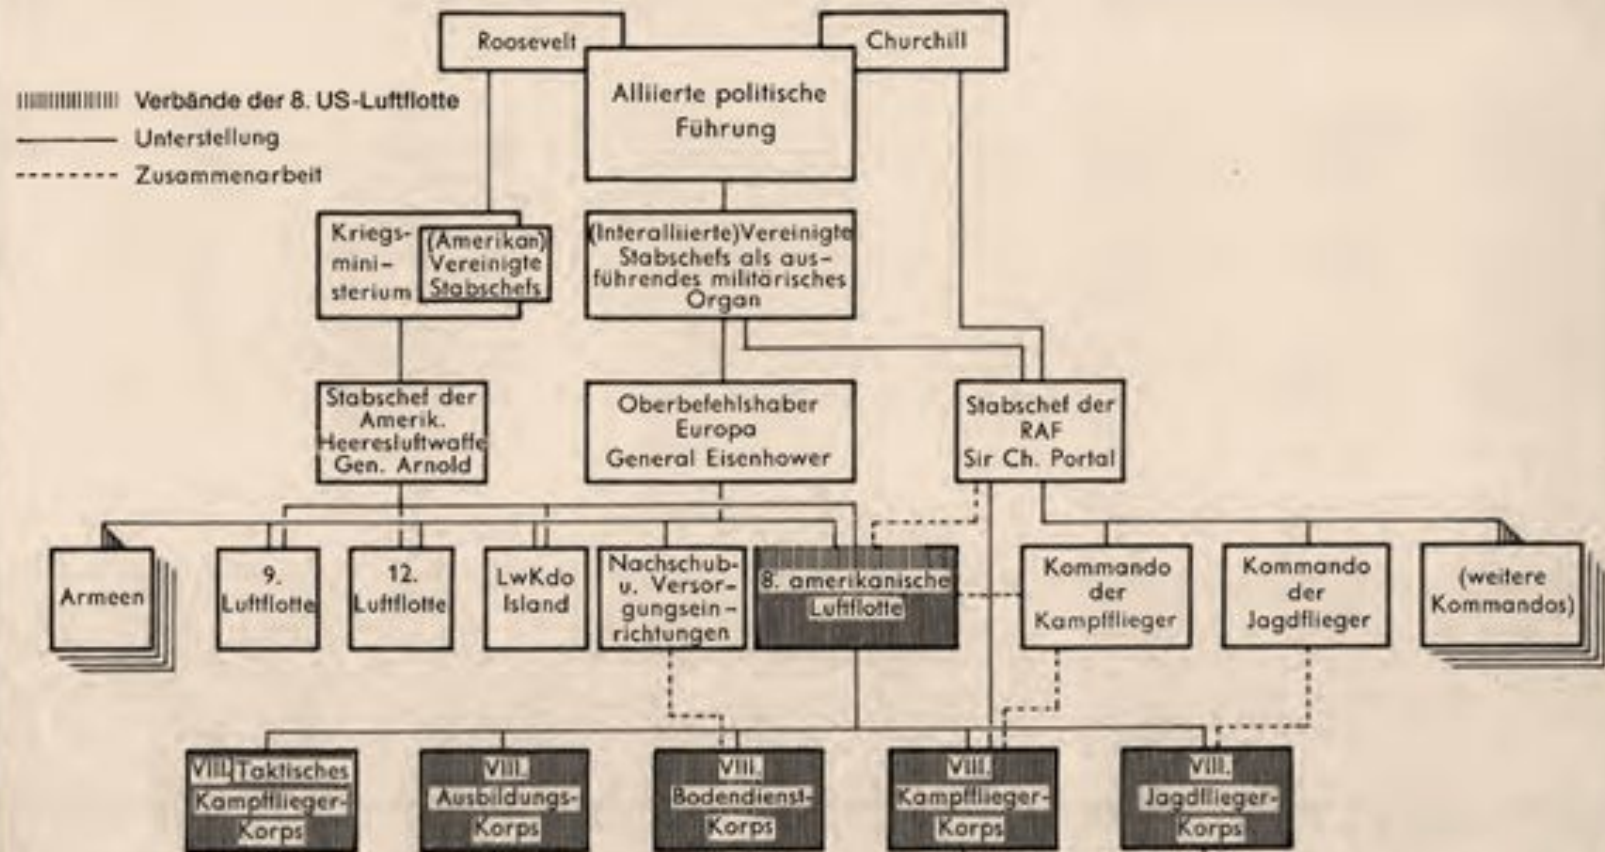 Roosevelt
Churchill
Alliierte politische
Führung
Verbände der 8. US-Luftflotte
Unterstellung
Zusammenarbeit
Kriegs-
mini-
sterium
(Amerikan)
Vereinigte
Stabschefs
(Interalliierte) Vereinigte
Stabschefs als aus-
führendes militärisches
Organ
Stabschef der
Amerik.
Heeresluftwaffe
Gen. Arnold
Oberbefehlshaber
Europa
General Eisenhower
Stabschef der
RAF
Sir Ch. Portal
Armeen
9.
Luftflotte
12.
Luftflotte
LwKdo
Island
Nachschub-
u. Versor-
gungsein-
richtungen
8. amerikanische
Luftflotte
Kommando
der
Kampfflieger
Kommando
der
Jagdflieger
(weitere
Kommandos)
VIII. Taktisches
Kampfflieger-
Korps
VIII.
Ausbildungs-
Korps
VIII.
Bodendienst-
Korps
VIII.
Kampfflieger-
Korps
VIII.
Jagdflieger-
Korps